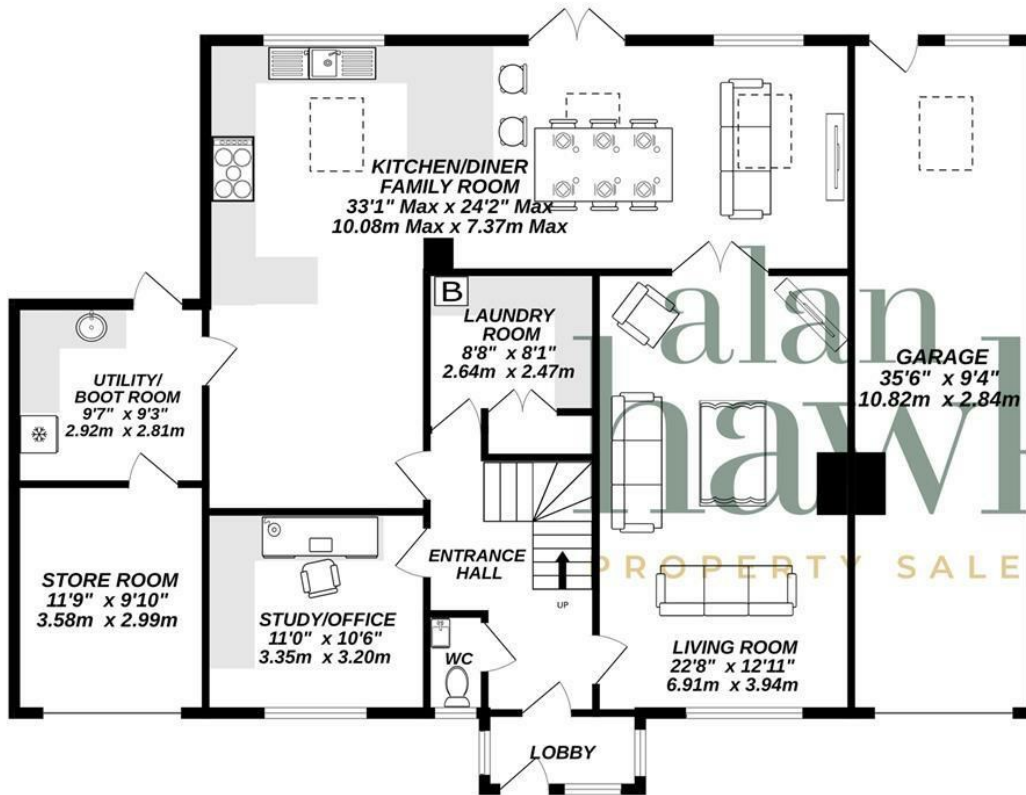 KITCHEN/DINER
FAMILY ROOM
33'1" Max x 24'2" Max
10.08m Max x 7.37m Max
B
LAUNDRY
ROOM
8'8" x 8'1"
2.64m x 2.47m
UTILITY/
BOOT ROOM
9'7" x 9'3"
2.92m x 2.81m
alan
hawk
PROPERTY SALE
GARAGE
35'6" x 9'4"
10.82m x 2.84m
STORE ROOM
11'9" x 9'10"
3.58m x 2.99m
STUDY/OFFICE
11'0" x 10'6"
3.35m x 3.20m
ENTRANCE
HALL
UP
WC
LIVING ROOM
22'8" x 12'11"
6.91m x 3.94m
LOBBY